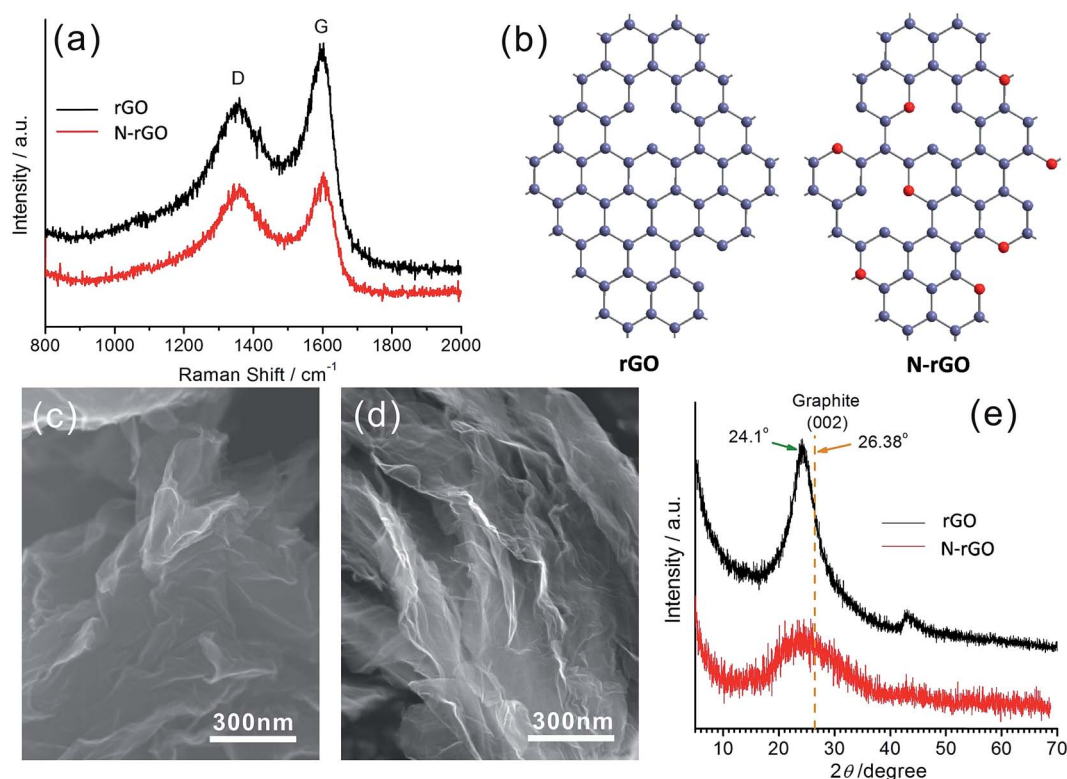 (a)
D
G
rGO
N-rGO
Intensity / a.u.
800
1000
1200
1400
1600
1800
2000
Raman Shift / cm⁻¹
(b)
rGO
N-rGO
(c)
300nm
(d)
300nm
(e)
Graphite
(002)
24.1°
26.38°
rGO
N-rGO
Intensity / a.u.
10
20
30
40
50
60
70
2θ /degree